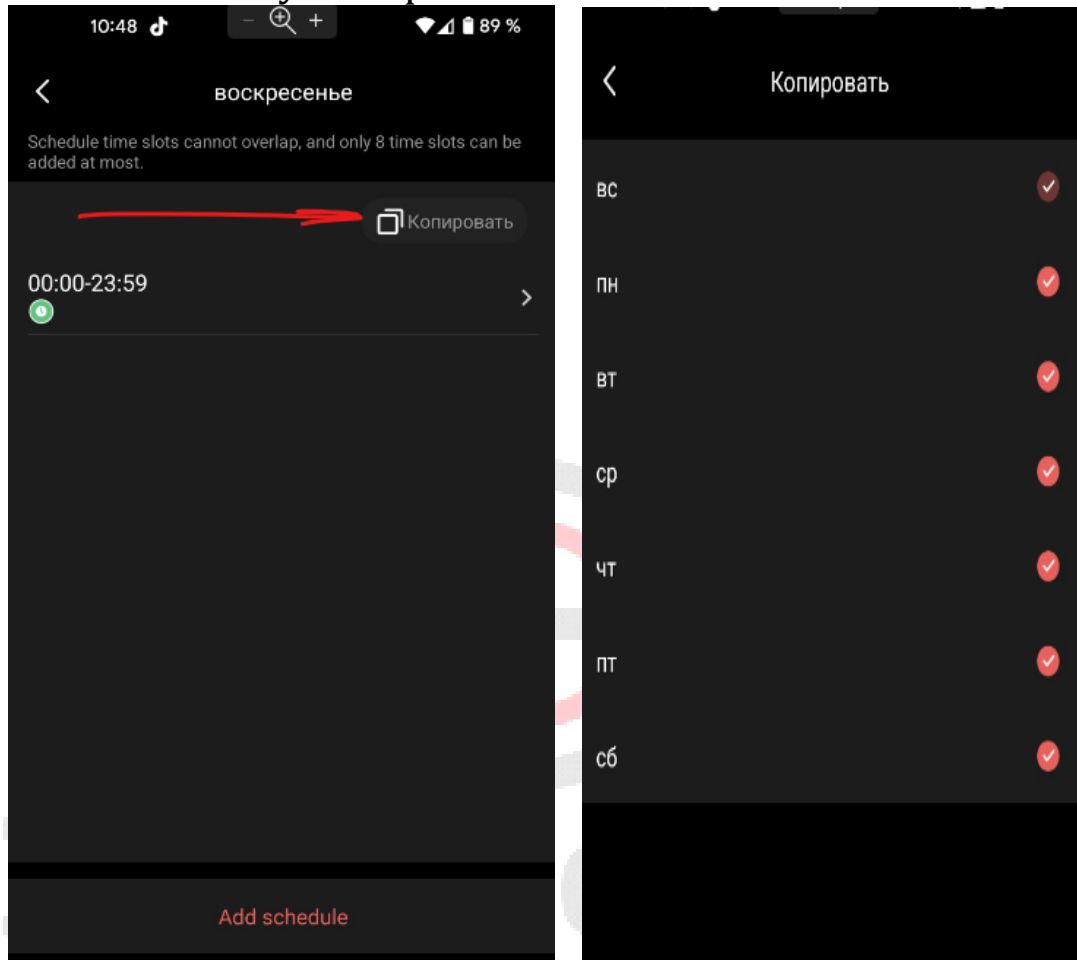 10:48
89 %
воскресенье
Schedule time slots cannot overlap, and only 8 time slots can be
added at most.
Копировать
00:00-23:59
Add schedule
Копировать
вс
пн
вт
ср
чт
пт
сб